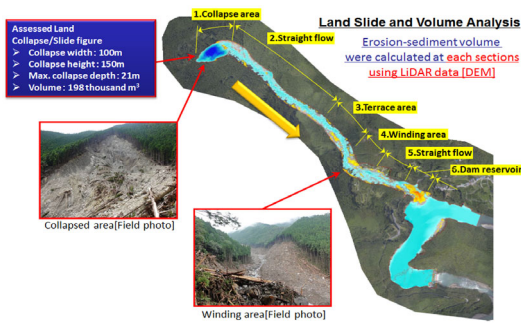 Assessed Land
Collapse/Slide figure
Collapse width : 100m
Collapse height : 150m
Max. collapse depth : 21m
Volume : 198 thousand m³
1.Collapse area
2.Straight flow
Land Slide and Volume Analysis
Erosion-sediment volume
were calculated at each sections
using LiDAR data [DEM]
3.Terrace area
4.Winding area
5.Straight flow
6.Dam reservoir
Collapsed area[Field photo]
Winding area[Field photo]